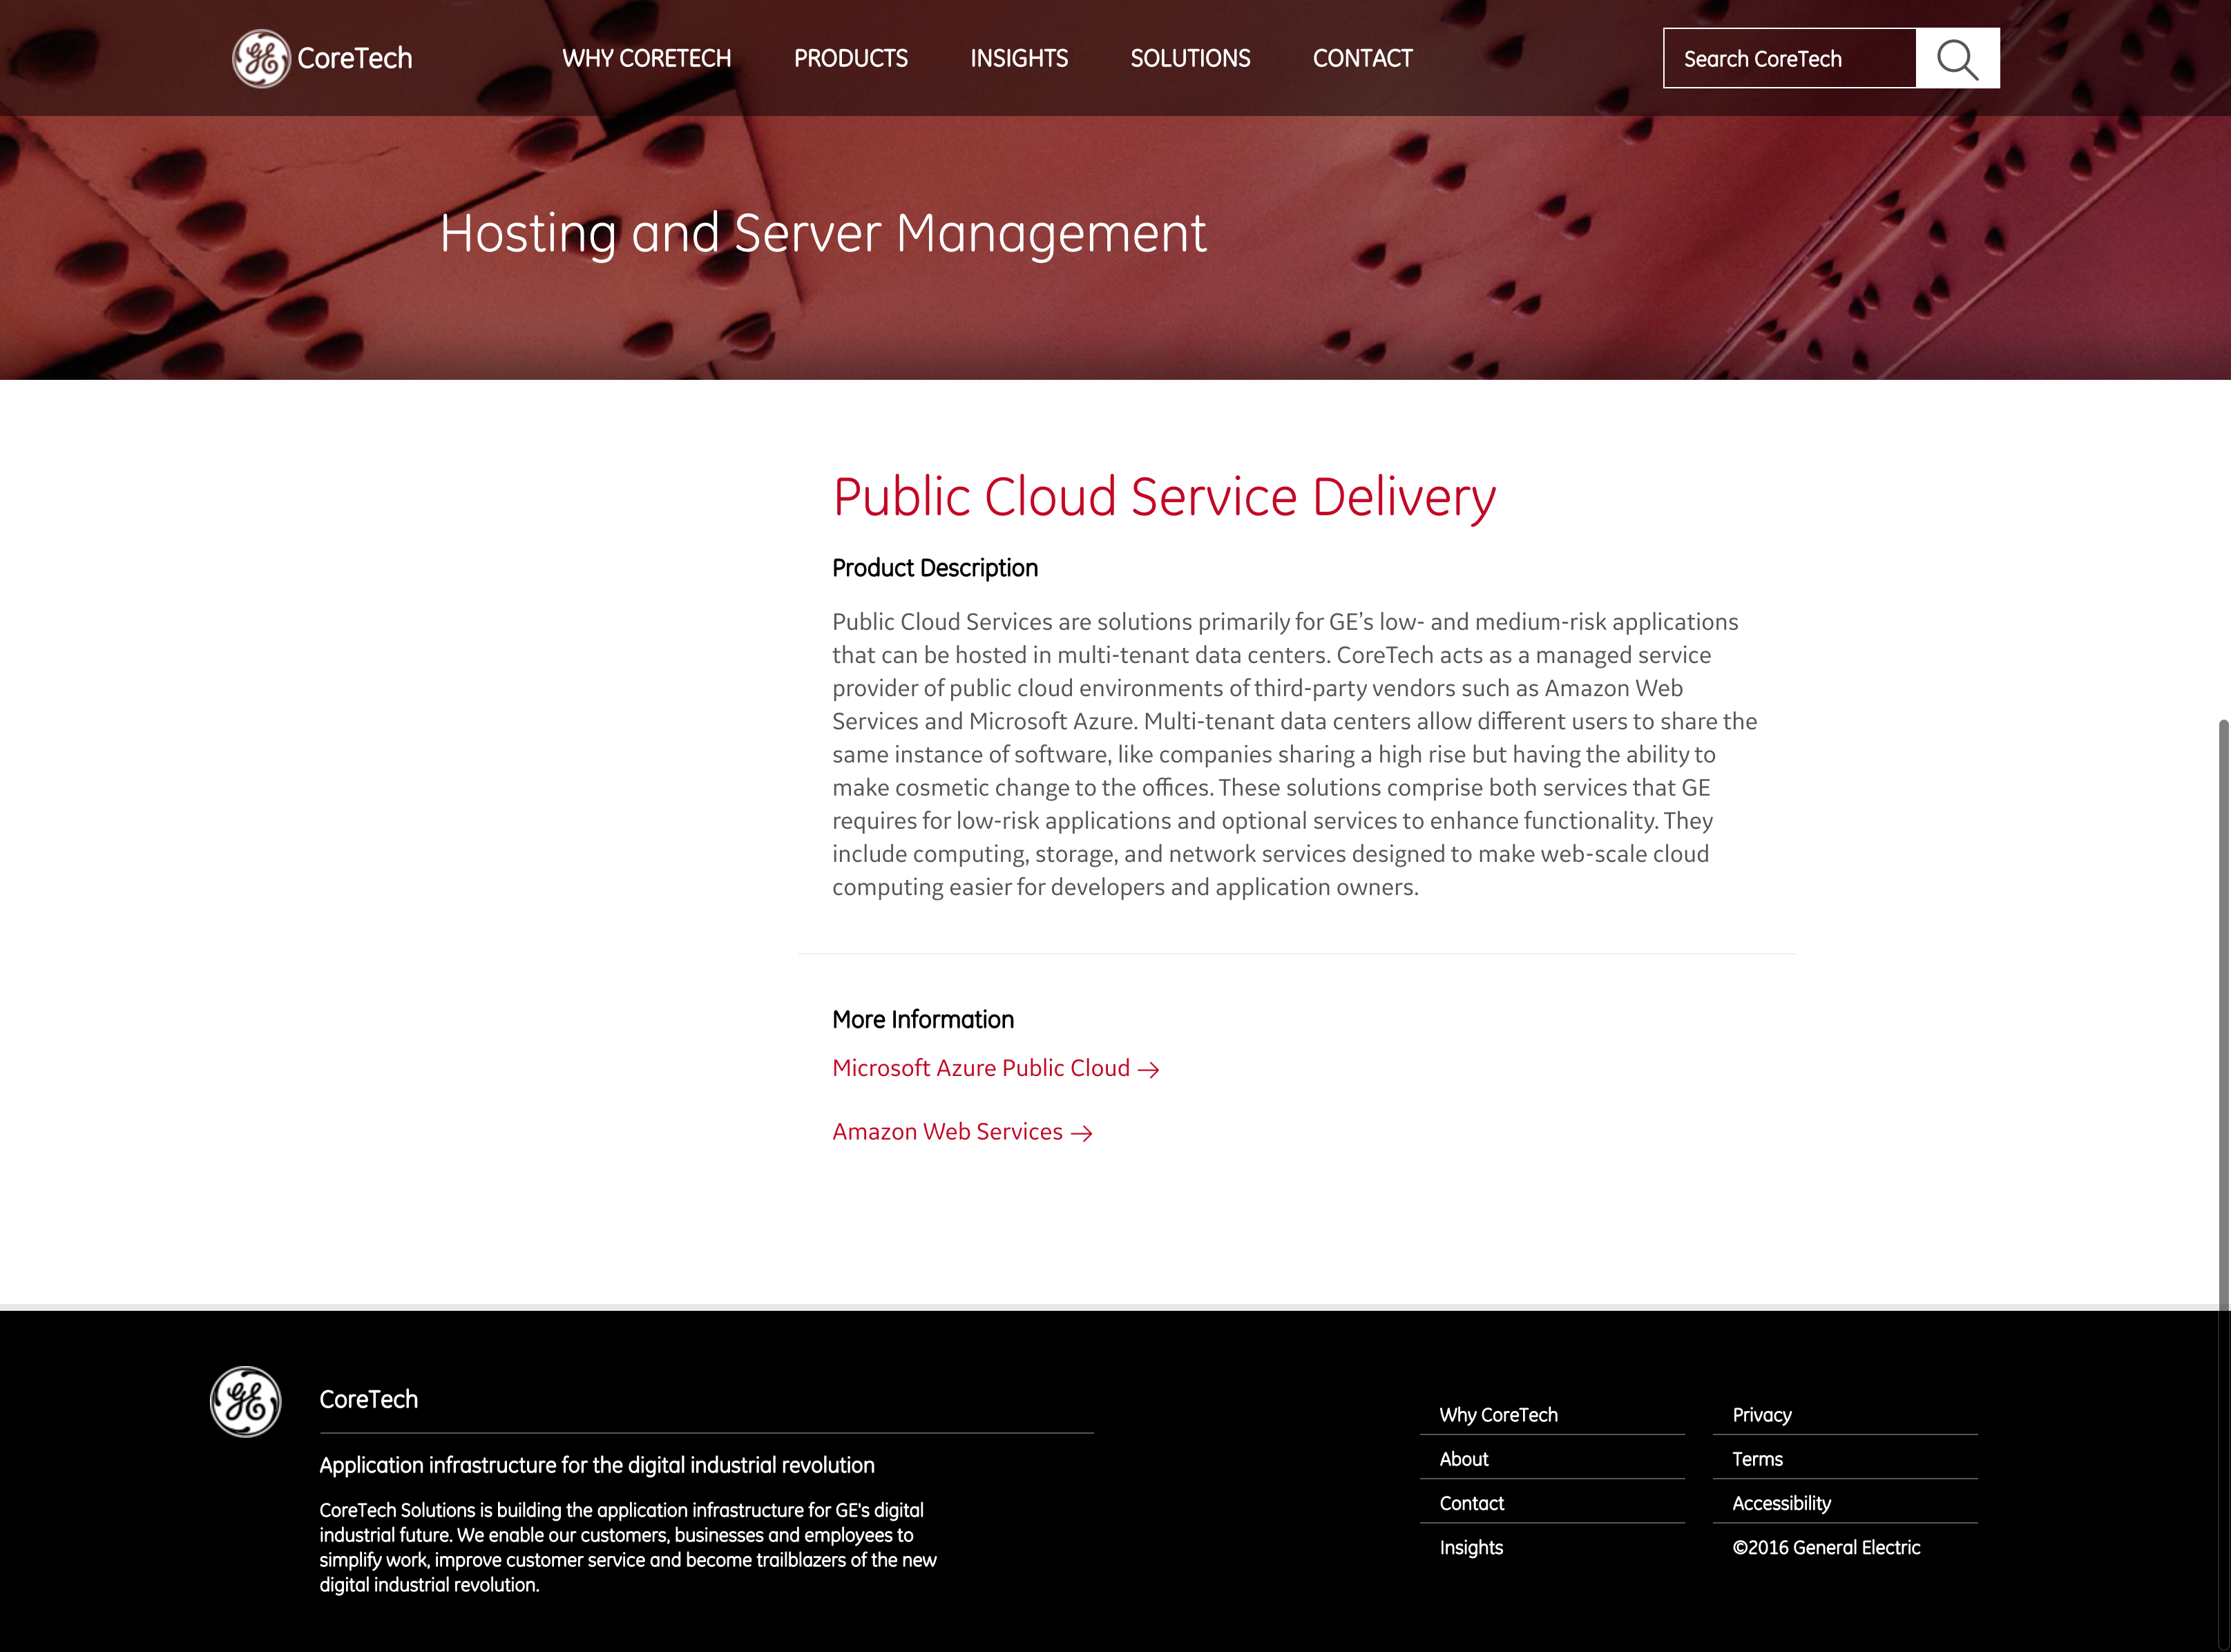 CoreTech
WHY CORETECH
PRODUCTS
INSIGHTS
SOLUTIONS
CONTACT
Search CoreTech
Hosting and Server Management
Public Cloud Service Delivery
Product Description
Public Cloud Services are solutions primarily for GE’s low- and medium-risk applications
that can be hosted in multi-tenant data centers. CoreTech acts as a managed service
provider of public cloud environments of third-party vendors such as Amazon Web
Services and Microsoft Azure. Multi-tenant data centers allow different users to share the
same instance of software, like companies sharing a high rise but having the ability to
make cosmetic change to the offices. These solutions comprise both services that GE
requires for low-risk applications and optional services to enhance functionality. They
include computing, storage, and network services designed to make web-scale cloud
computing easier for developers and application owners.
More Information
Microsoft Azure Public Cloud →
Amazon Web Services →
GE
CoreTech
Application infrastructure for the digital industrial revolution
CoreTech Solutions is building the application infrastructure for GE's digital
industrial future. We enable our customers, businesses and employees to
simplify work, improve customer service and become trailblazers of the new
digital industrial revolution.
Why CoreTech
About
Contact
Insights
Privacy
Terms
Accessibility
©2016 General Electric